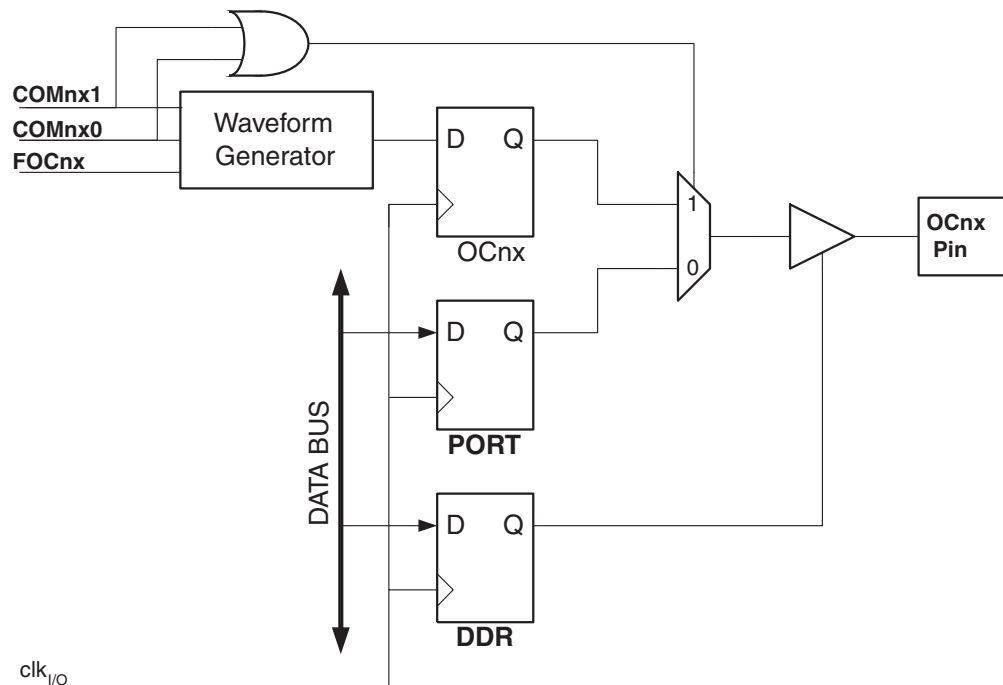 COMnx1
COMnx0
FOCnx
Waveform
Generator
D Q
OCnx
1
0
OCnx
Pin
D Q
PORT
DATA BUS
D Q
DDR
clkI/O